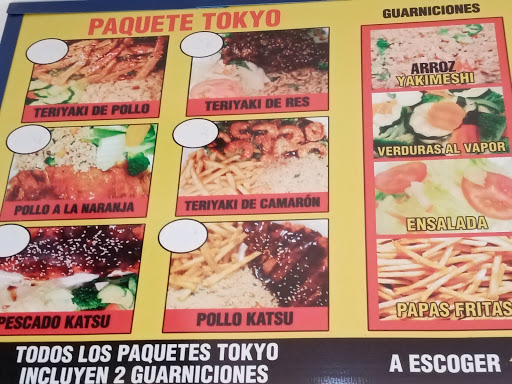 PAQUETE TOKYO
TERIYAKI DE POLLO
TERIYAKI DE RES
POLLO A LA NARANJA
TERIYAKI DE CAMARÓN
PESCADO KATSU
POLLO KATSU
GUARNICIONES
ARROZ
YAKIMESHI
VERDURAS AL VAPOR
ENSALADA
PAPAS FRITAS
TODOS LOS PAQUETES TOKYO
INCLUYEN 2 GUARNICIONES
A ESCOGER